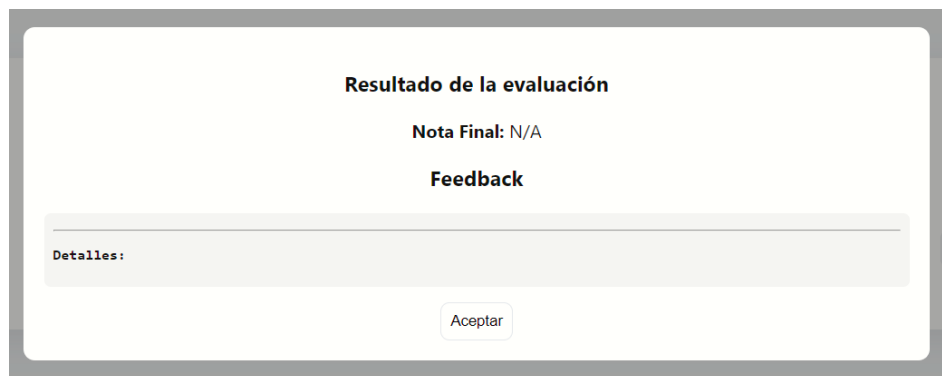 Resultado de la evaluación
Nota Final: N/A
Feedback
Detalles:
Aceptar